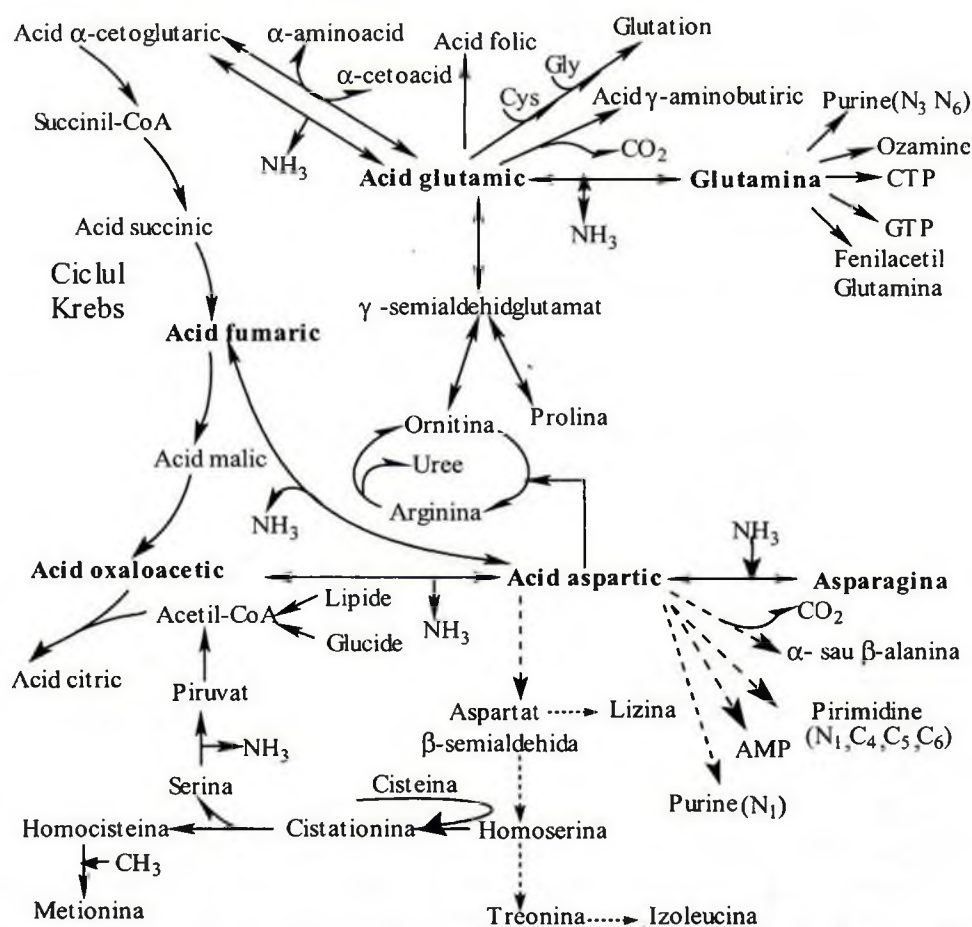 Acid α-cetoglutaric
α-aminoacid
α-cetoacid
Acid folic
Glutation
Gly
Cys
Acid γ-aminobutiric
CO₂
Purine(N₃ N₆)
Ozamine
CTP
GTP
Fenilacetil
Glutamina
Succinil-CoA
NH₃
Acid glutamic
Glutamina
NH₃
Acid succinic
Ciclul
Krebs
γ-semialdehidglutamat
Acid fumaric
Ornitina
Prolina
Uree
Arginina
Acid malic
NH₃
NH₃
Acid oxaloacetic
Acid aspartic
Asparagina
Acetil-CoA
Lipide
Glucide
NH₃
CO₂
α- sau β-alanina
Acid citric
Piruvat
Aspartat
β-semialdehida
Lizina
Pirimidine
(N₁,C₄,C₅,C₆)
AMP
NH₃
Purine(N₁)
Serina
Cisteina
Homocisteina
Cistationina
Homoserina
CH₃
Metionina
Treonina
Izoleucina